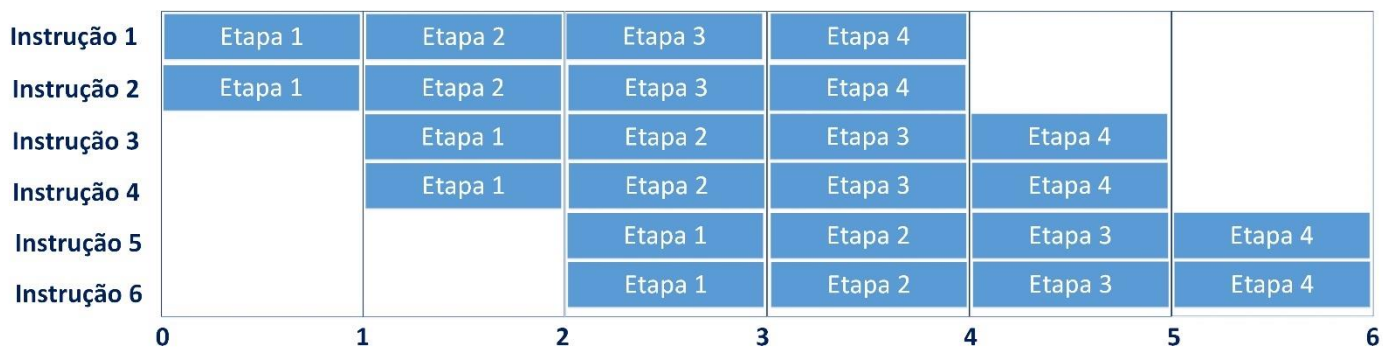 Instrução 1 Etapa 1 Etapa 2 Etapa 3 Etapa 4
Instrução 2 Etapa 1 Etapa 2 Etapa 3 Etapa 4
Instrução 3 Etapa 1 Etapa 2 Etapa 3 Etapa 4
Instrução 4 Etapa 1 Etapa 2 Etapa 3 Etapa 4
Instrução 5 Etapa 1 Etapa 2 Etapa 3 Etapa 4
Instrução 6 Etapa 1 Etapa 2 Etapa 3 Etapa 4
0 1 2 3 4 5 6